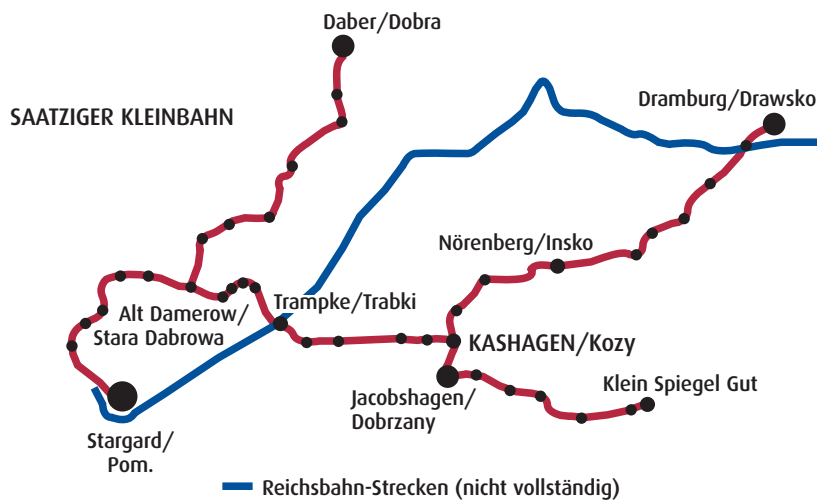 Daber/Dobra
SAATZIGER KLEINBAHN
Dramburg/Drawsko
Nörenberg/Insko
Trampke/Trabki
Alt Damerow/
Stara Dabrowa
KASHAGEN/Kozy
Jacobshagen/
Dobrzany
Klein Spiegel Gut
Stargard/
Pom.
Reichsbahn-Strecken (nicht vollständig)